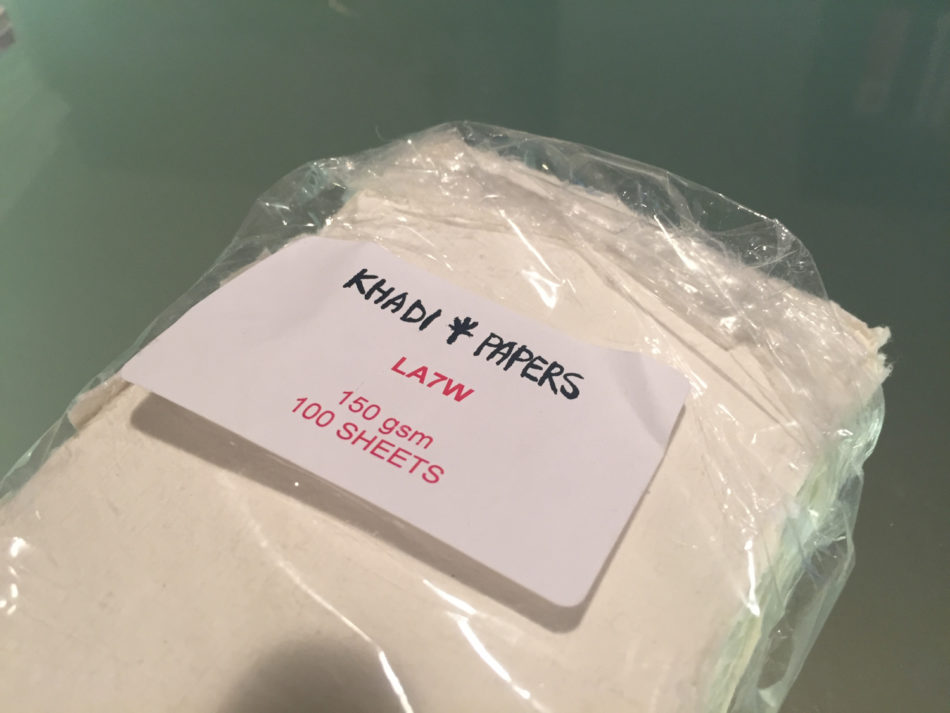 KHADI * PAPERS
LA7W
150 gsm
100 SHEETS